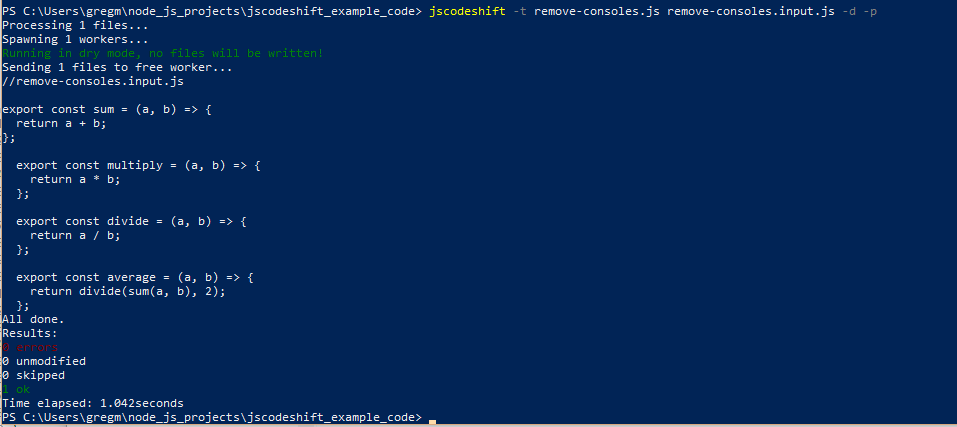 PS C:\Users\gregm\node_js_projects\jscodeshift_example_code> jscodeshift -t remove-consoles.js remove-consoles.input.js -d -p
Processing 1 files...
Spawning 1 workers...
Running in dry mode, no files will be written!
Sending 1 files to free worker...
//remove-consoles.input.js

export const sum = (a, b) => {
  return a + b;
};

  export const multiply = (a, b) => {
    return a * b;
  };

  export const divide = (a, b) => {
    return a / b;
  };

  export const average = (a, b) => {
    return divide(sum(a, b), 2);
  };
All done.
Results:
0 errors
0 unmodified
0 skipped
1 ok
Time elapsed: 1.042seconds
PS C:\Users\gregm\node_js_projects\jscodeshift_example_code>